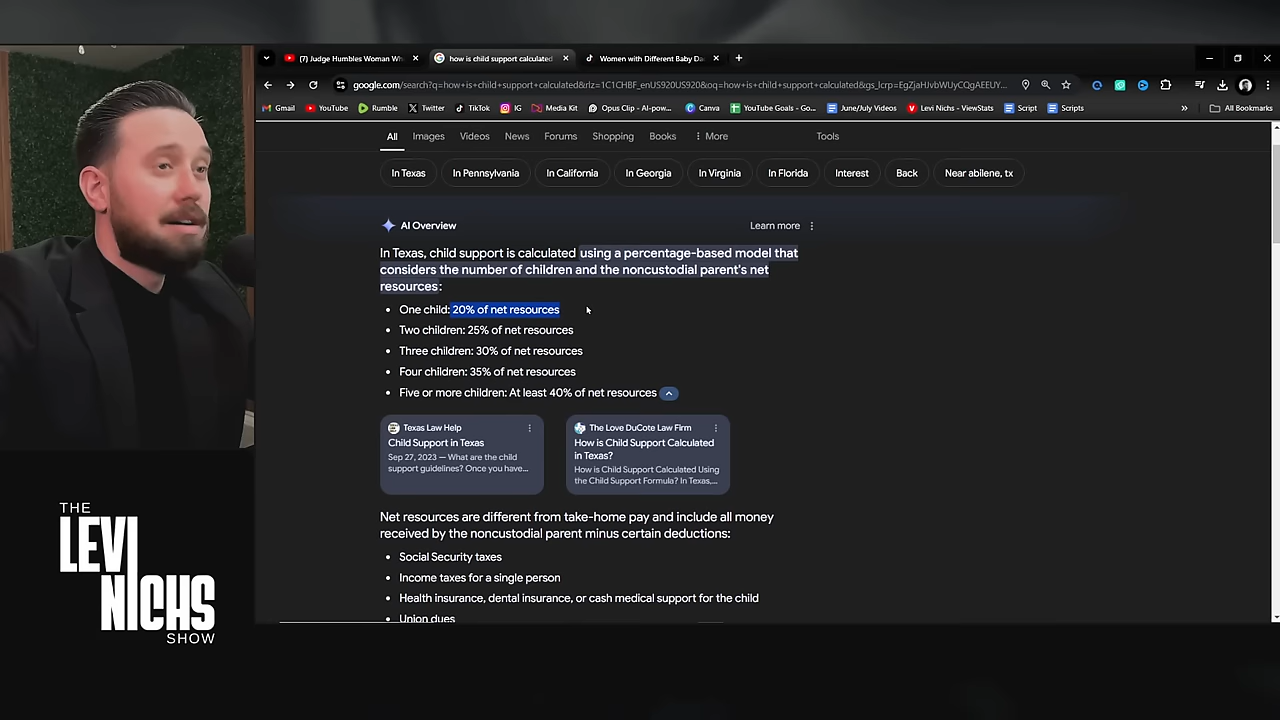 (7) Judge Humbles Woman Wh
how is child support calculated
Women with Different Baby Da
google.com/search?q=how+is+child+support+calculated&rlz=1C1CHBF_enUS920US920&oq=how+is+child+support+calculated&gs_lcrp=EgZjaHJvbWUyCQgAEEUY...
Gmail YouTube Rumble Twitter TikTok IG Media Kit Opus Clip - AI-pow... Canva YouTube Goals - Go... June/July Videos Levi Nichs - ViewStats Script Scripts » All Bookmarks
All Images Videos News Forums Shopping Books More Tools
In Texas In Pennsylvania In California In Georgia In Virginia In Florida Interest Back Near abilene, tx
AI Overview Learn more
In Texas, child support is calculated using a percentage-based model that
considers the number of children and the noncustodial parent's net
resources:
• One child: 20% of net resources
• Two children: 25% of net resources
• Three children: 30% of net resources
• Four children: 35% of net resources
• Five or more children: At least 40% of net resources
Texas Law Help
Child Support in Texas
Sep 27, 2023 — What are the child
support guidelines? Once you have...
The Love DuCote Law Firm
How is Child Support Calculated
in Texas?
How is Child Support Calculated Using
the Child Support Formula? In Texas,...
Net resources are different from take-home pay and include all money
received by the noncustodial parent minus certain deductions:
• Social Security taxes
• Income taxes for a single person
• Health insurance, dental insurance, or cash medical support for the child
• Union dues
THE
LEVI
NICHS
SHOW